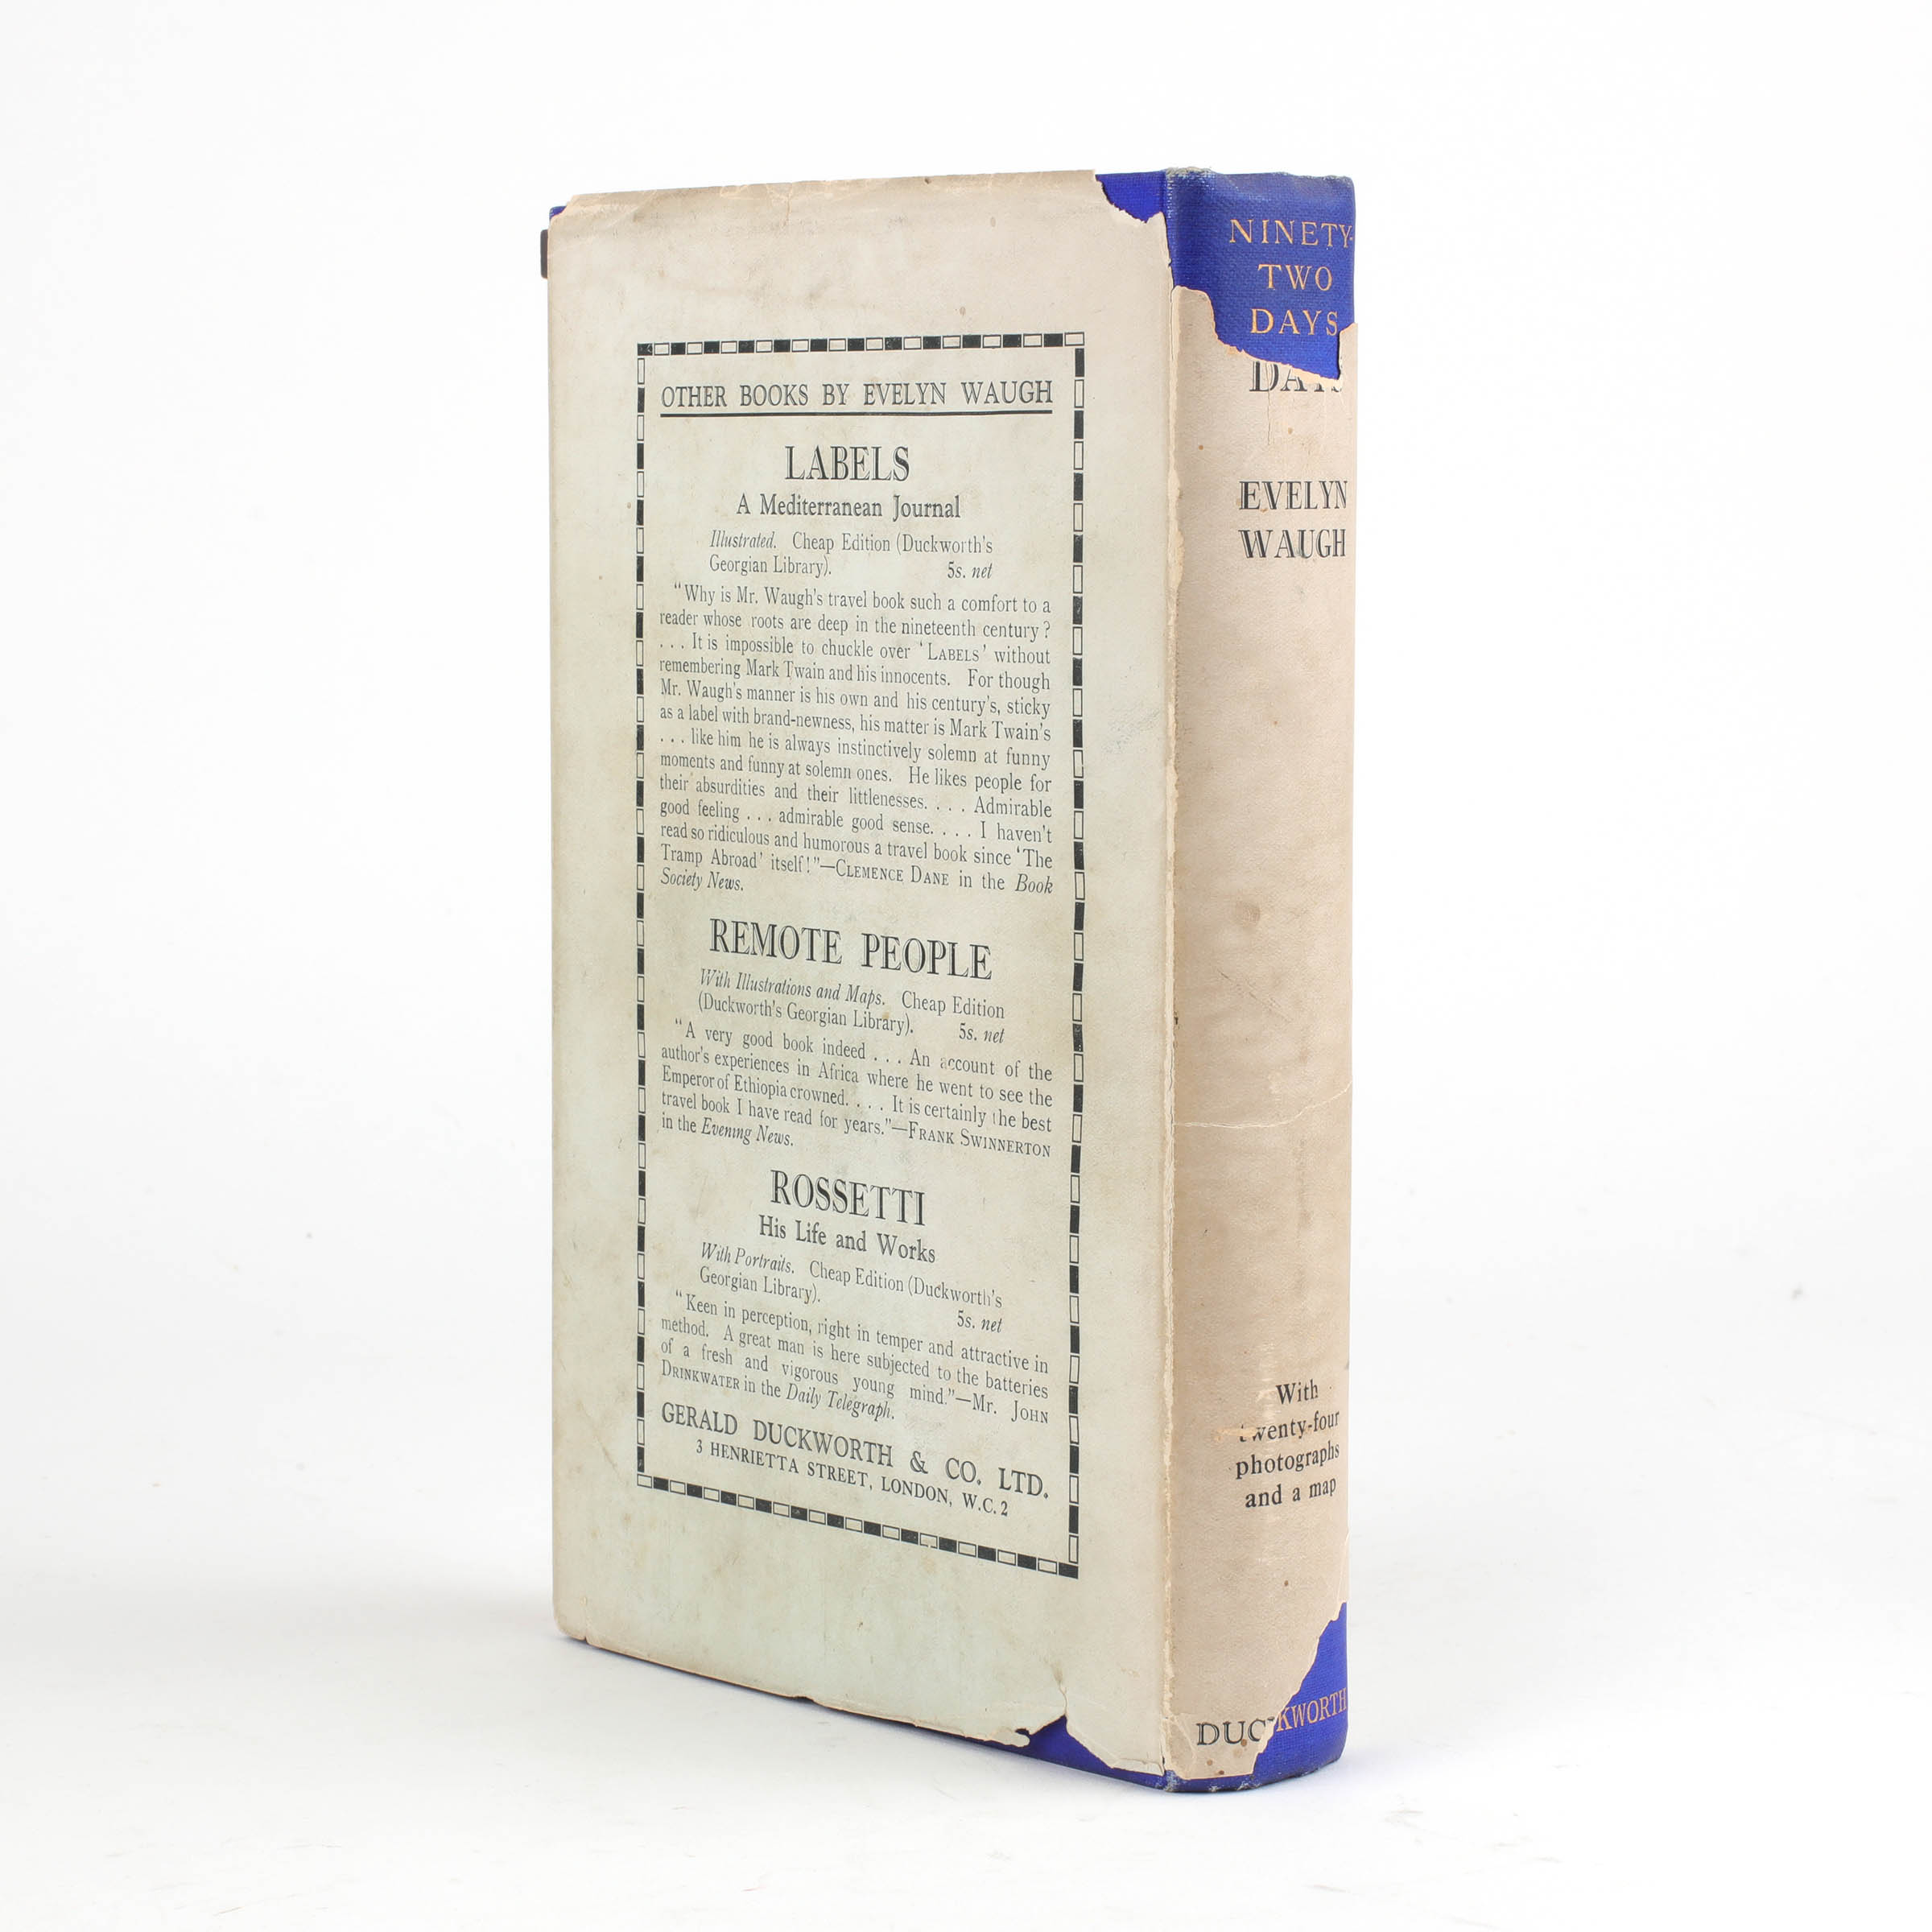 OTHER BOOKS BY EVELYN WAUGH
LABELS
A Mediterranean Journal
Illustrated. Cheap Edition (Duckworth's
Georgian Library). 5s. net
"Why is Mr. Waugh's travel book such a comfort to a
reader whose roots are deep in the nineteenth century?
. . . It is impossible to chuckle over 'LABELS' without
remembering Mark Twain and his innocents. For though
Mr. Waugh's manner is his own and his century's, sticky
as a label with brand-newness, his matter is Mark Twain's
. . . like him he is always instinctively solemn at funny
moments and funny at solemn ones. He likes people for
their absurdities and their littlenesses. . . . Admirable
good feeling . . . admirable good sense. . . . I haven't
read so ridiculous and humorous a travel book since 'The
Tramp Abroad' itself!"—CLEMENCE DANE in the Book
Society News.
REMOTE PEOPLE
With Illustrations and Maps. Cheap Edition
(Duckworth's Georgian Library). 5s. net
"A very good book indeed . . . An account of the
author's experiences in Africa where he went to see the
Emperor of Ethiopia crowned. . . . It is certainly the best
travel book I have read for years."—FRANK SWINNERTON
in the Evening News.
ROSSETTI
His Life and Works
With Portraits. Cheap Edition (Duckworth's
Georgian Library). 5s. net
"Keen in perception, right in temper and attractive in
method. A great man is here subjected to the batteries
of a fresh and vigorous young mind."—Mr. JOHN
DRINKWATER in the Daily Telegraph.
GERALD DUCKWORTH & CO. LTD.
3 HENRIETTA STREET, LONDON, W.C.2
NINETY-
TWO
DAYS
DAYS
EVELYN
WAUGH
With
twenty-four
photographs
and a map
DUCKWORTH